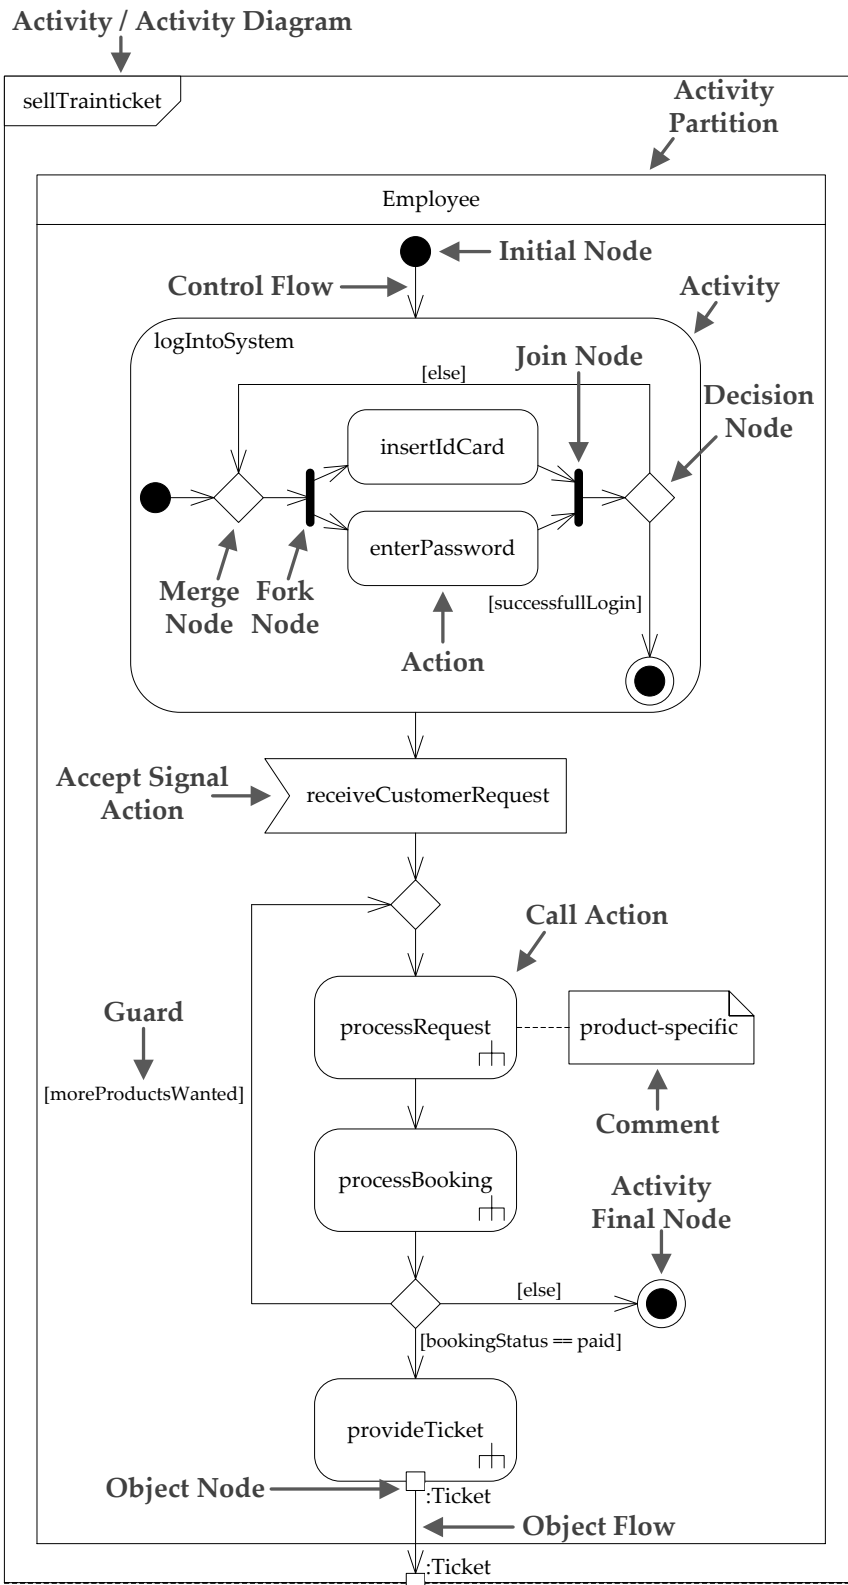 Activity / Activity Diagram
sellTrainticket
Activity
Partition
Employee
Initial Node
Control Flow
Activity
logIntoSystem
Join Node
[else]
Decision
Node
insertIdCard
enterPassword
Merge
Node
Fork
Node
[successfullLogin]
Action
Accept Signal
Action
receiveCustomerRequest
Call Action
Guard
processRequest
product-specific
[moreProductsWanted]
Comment
processBooking
Activity
Final Node
[else]
[bookingStatus == paid]
provideTicket
Object Node
:Ticket
Object Flow
:Ticket